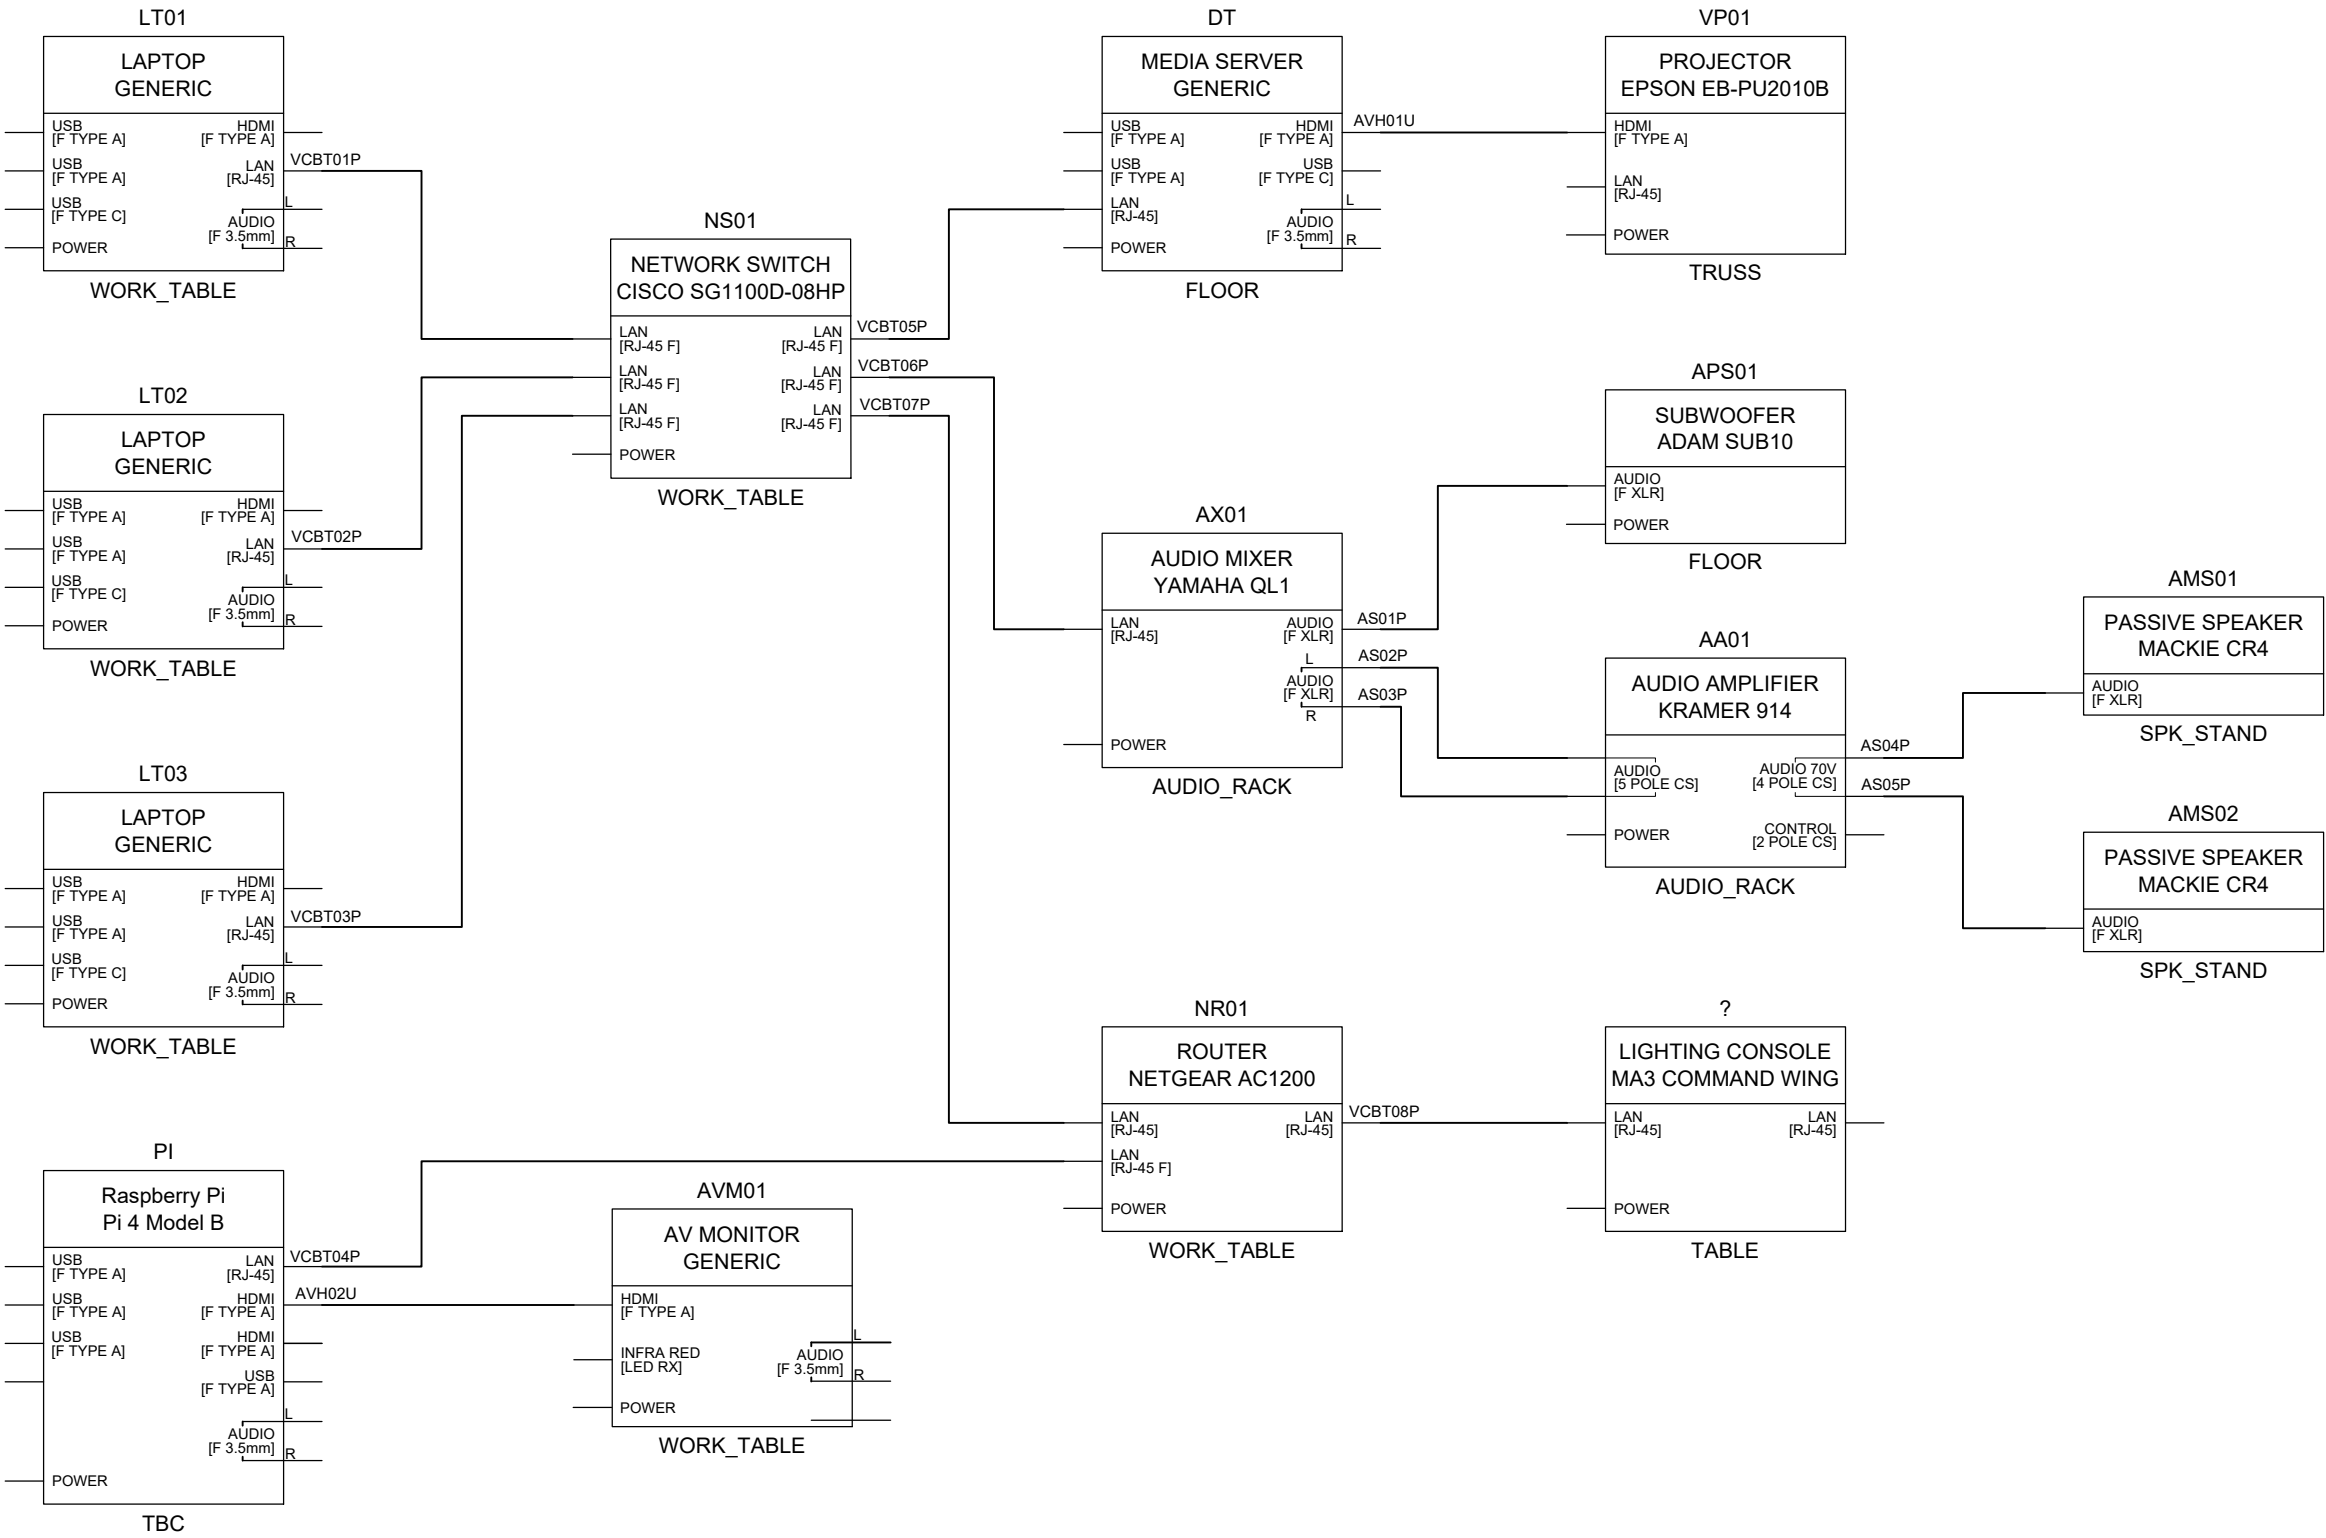 LT01
LAPTOP
GENERIC
USB
[F TYPE A]
HDMI
[F TYPE A]
USB
[F TYPE A]
LAN
[RJ-45]
VCBT01P
USB
[F TYPE C]
L
AUDIO
[F 3.5mm]
R
POWER
WORK_TABLE
LT02
LAPTOP
GENERIC
USB
[F TYPE A]
HDMI
[F TYPE A]
USB
[F TYPE A]
LAN
[RJ-45]
VCBT02P
USB
[F TYPE C]
L
AUDIO
[F 3.5mm]
R
POWER
WORK_TABLE
LT03
LAPTOP
GENERIC
USB
[F TYPE A]
HDMI
[F TYPE A]
USB
[F TYPE A]
LAN
[RJ-45]
VCBT03P
USB
[F TYPE C]
L
AUDIO
[F 3.5mm]
R
POWER
WORK_TABLE
PI
Raspberry Pi
Pi 4 Model B
USB
[F TYPE A]
LAN
[RJ-45]
VCBT04P
USB
[F TYPE A]
HDMI
[F TYPE A]
AVH02U
USB
[F TYPE A]
HDMI
[F TYPE A]
USB
[F TYPE A]
L
AUDIO
[F 3.5mm]
R
POWER
TBC
NS01
NETWORK SWITCH
CISCO SG1100D-08HP
LAN
[RJ-45 F]
LAN
[RJ-45 F]
VCBT05P
LAN
[RJ-45 F]
LAN
[RJ-45 F]
VCBT06P
LAN
[RJ-45 F]
LAN
[RJ-45 F]
VCBT07P
POWER
WORK_TABLE
AVM01
AV MONITOR
GENERIC
HDMI
[F TYPE A]
INFRA RED
[LED RX]
L
AUDIO
[F 3.5mm]
R
POWER
WORK_TABLE
DT
MEDIA SERVER
GENERIC
USB
[F TYPE A]
HDMI
[F TYPE A]
AVH01U
USB
[F TYPE A]
USB
[F TYPE C]
LAN
[RJ-45]
L
AUDIO
[F 3.5mm]
R
POWER
FLOOR
AX01
AUDIO MIXER
YAMAHA QL1
LAN
[RJ-45]
AUDIO
[F XLR]
AS01P
L
AS02P
AUDIO
[F XLR]
AS03P
R
POWER
AUDIO_RACK
NR01
ROUTER
NETGEAR AC1200
LAN
[RJ-45]
LAN
[RJ-45]
VCBT08P
LAN
[RJ-45 F]
POWER
WORK_TABLE
VP01
PROJECTOR
EPSON EB-PU2010B
HDMI
[F TYPE A]
LAN
[RJ-45]
POWER
TRUSS
APS01
SUBWOOFER
ADAM SUB10
AUDIO
[F XLR]
POWER
FLOOR
AA01
AUDIO AMPLIFIER
KRAMER 914
AUDIO
[5 POLE CS]
AUDIO 70V
[4 POLE CS]
AS04P
AS05P
POWER
CONTROL
[2 POLE CS]
AUDIO_RACK
?
LIGHTING CONSOLE
MA3 COMMAND WING
LAN
[RJ-45]
LAN
[RJ-45]
POWER
TABLE
AMS01
PASSIVE SPEAKER
MACKIE CR4
AUDIO
[F XLR]
SPK_STAND
AMS02
PASSIVE SPEAKER
MACKIE CR4
AUDIO
[F XLR]
SPK_STAND